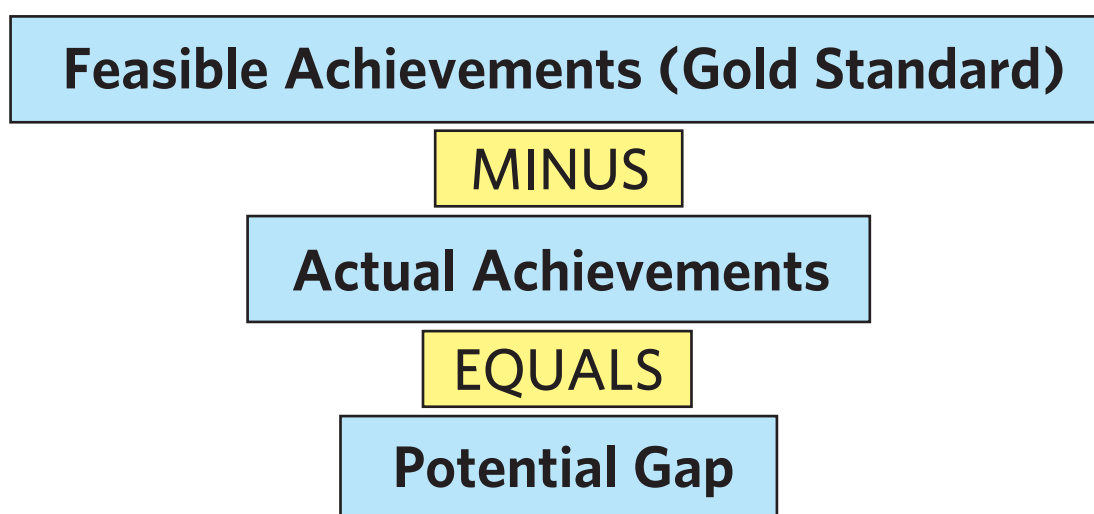 Feasible Achievements (Gold Standard)
MINUS
Actual Achievements
EQUALS
Potential Gap